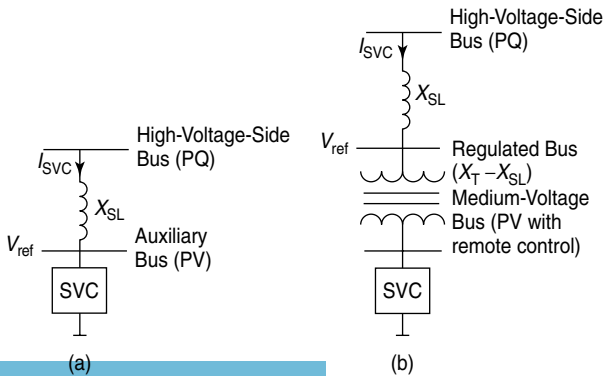 High-Voltage-Side
Bus (PQ)
I_SVC
X_SL
V_ref
Auxiliary
Bus (PV)
SVC
(a)
High-Voltage-Side
Bus (PQ)
I_SVC
X_SL
V_ref
Regulated Bus
(X_T – X_SL)
Medium-Voltage
Bus (PV with
remote control)
SVC
(b)